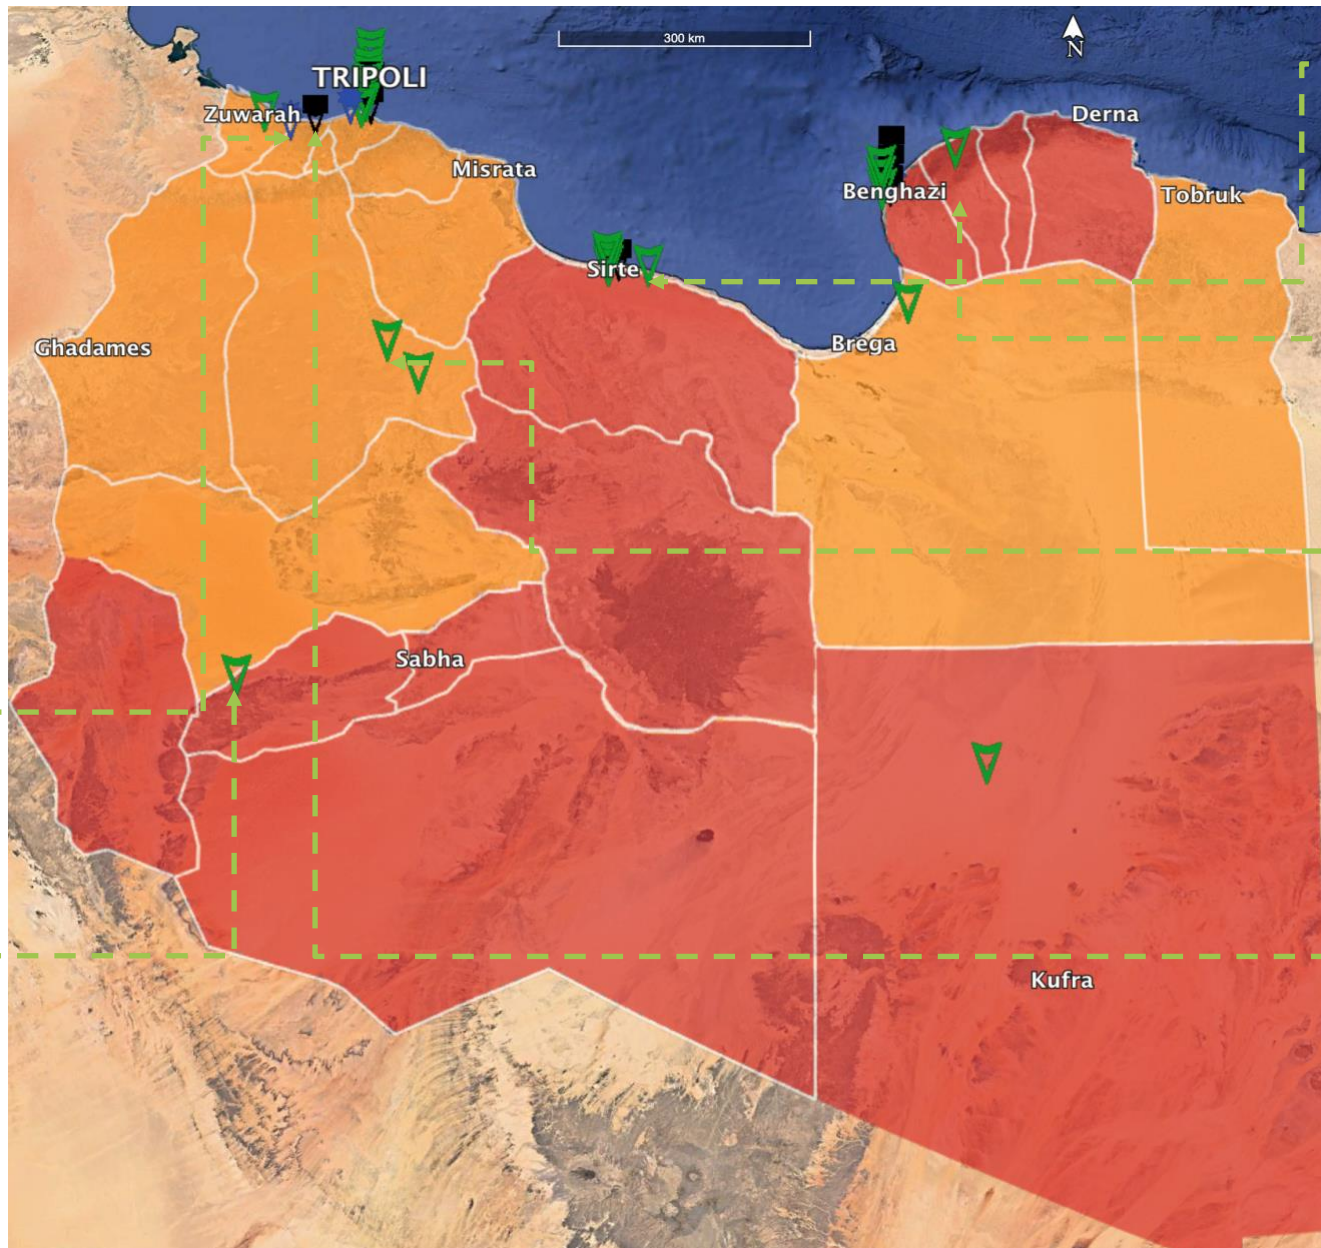 300 km
N
TRIPOLI
Zuwarah
Derna
Misrata
Benghazi
Tobruk
Sirte
Ghadames
Brega
Sabha
Kufra